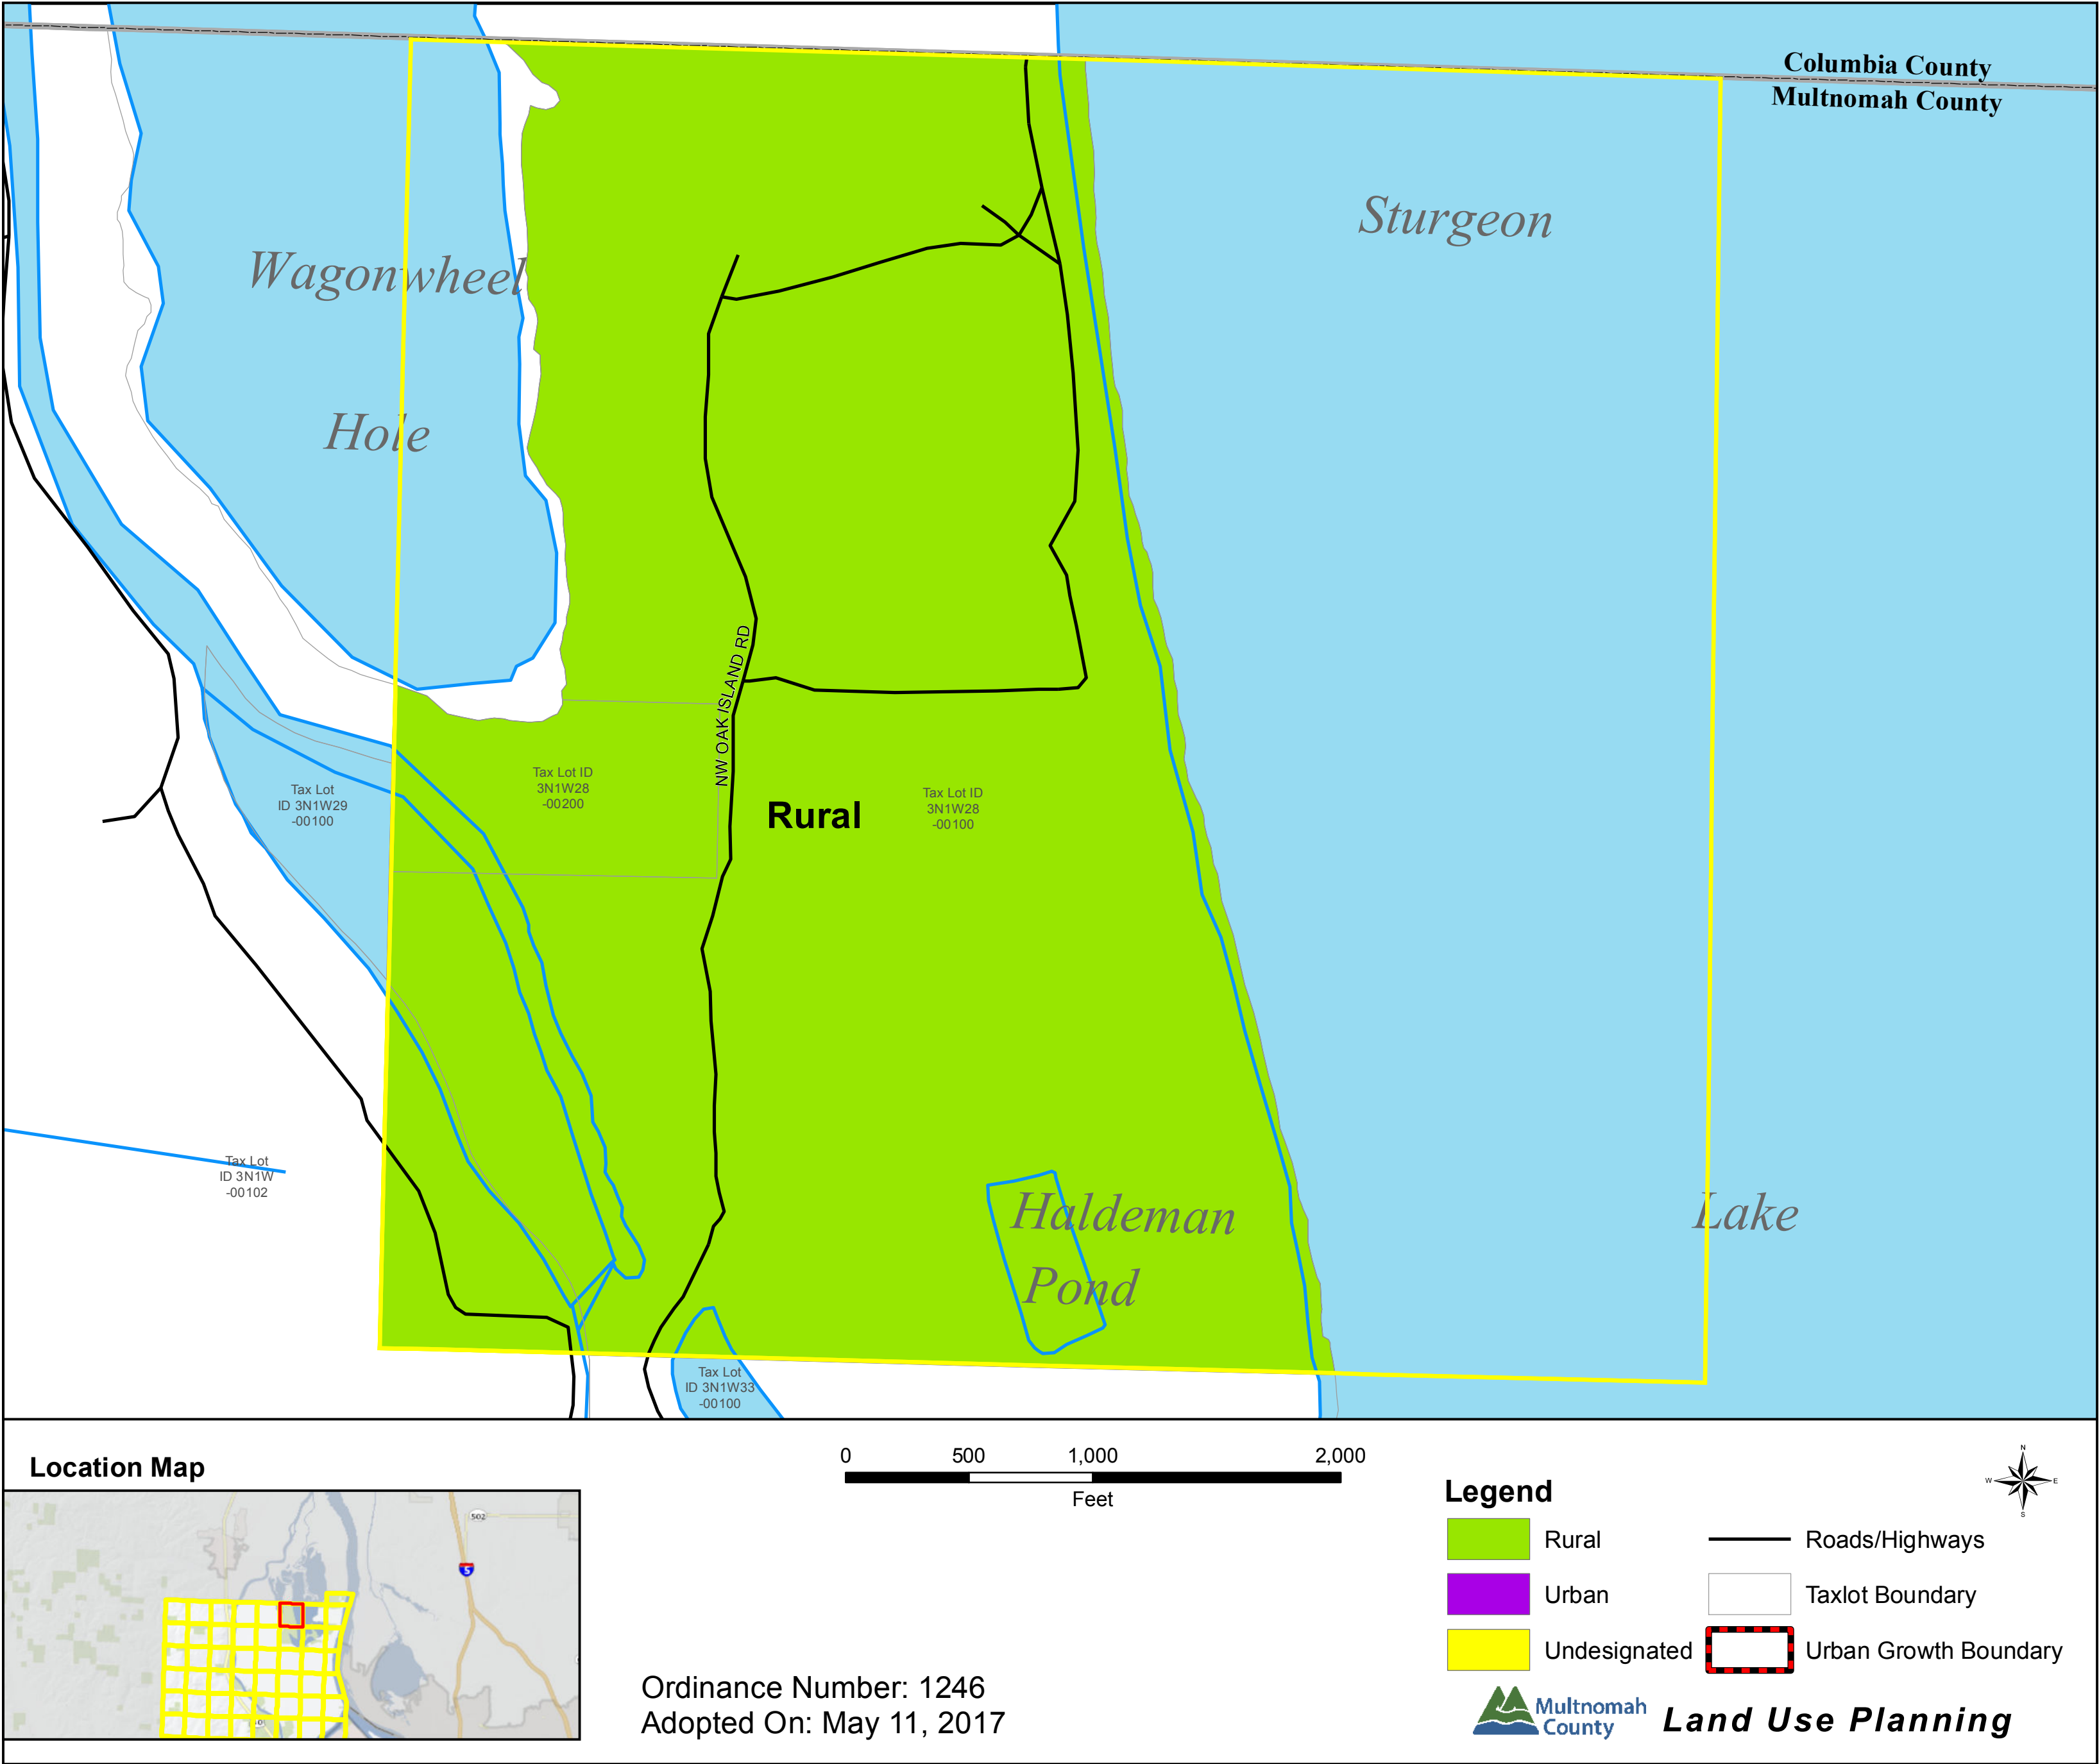 Columbia County
Multnomah County
Sturgeon
Wagonwheel
Hole
NW OAK ISLAND RD
Tax Lot ID
3N1W28
-00200
Tax Lot
ID 3N1W29
-00100
Rural
Tax Lot ID
3N1W28
-00100
Tax Lot
ID 3N1W
-00102
Haldeman
Pond
Lake
Tax Lot
ID 3N1W33
-00100
Location Map
502
5
0 500 1,000 2,000
Feet
N
W E
S
Legend
Rural
Urban
Undesignated
Roads/Highways
Taxlot Boundary
Urban Growth Boundary
Ordinance Number: 1246
Adopted On: May 11, 2017
Multnomah
County
Land Use Planning